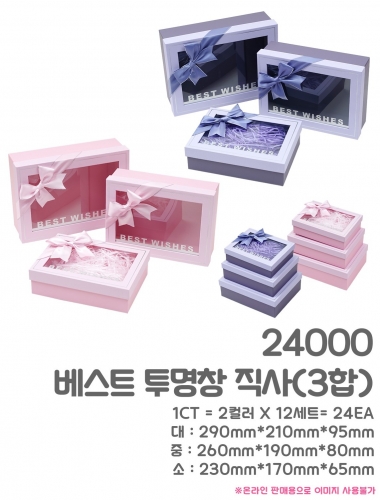 BEST WISHES
BEST WISHES
BEST WISHES
BEST WISHES
24000
베스트 투명창 직사(3합)
1CT = 2컬러 X 12세트= 24EA
대 : 290mm*210mm*95mm
중 : 260mm*190mm*80mm
소 : 230mm*170mm*65mm
※온라인 판매용으로 이미지 사용불가